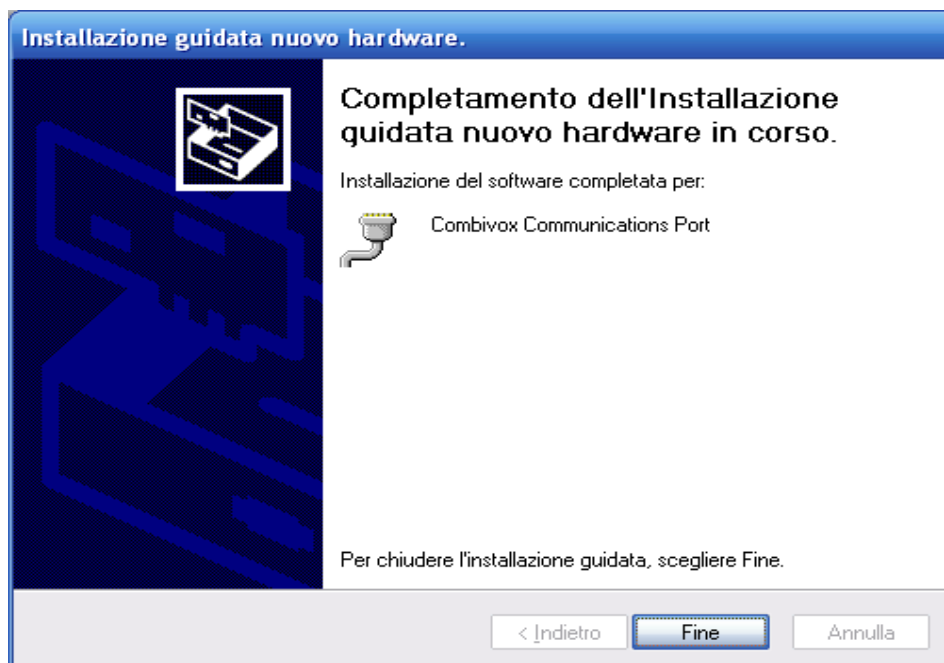 Installazione guidata nuovo hardware.
Completamento dell'Installazione
guidata nuovo hardware in corso.
Installazione del software completata per:
Combivox Communications Port
Per chiudere l'installazione guidata, scegliere Fine.
< Indietro
Fine
Annulla